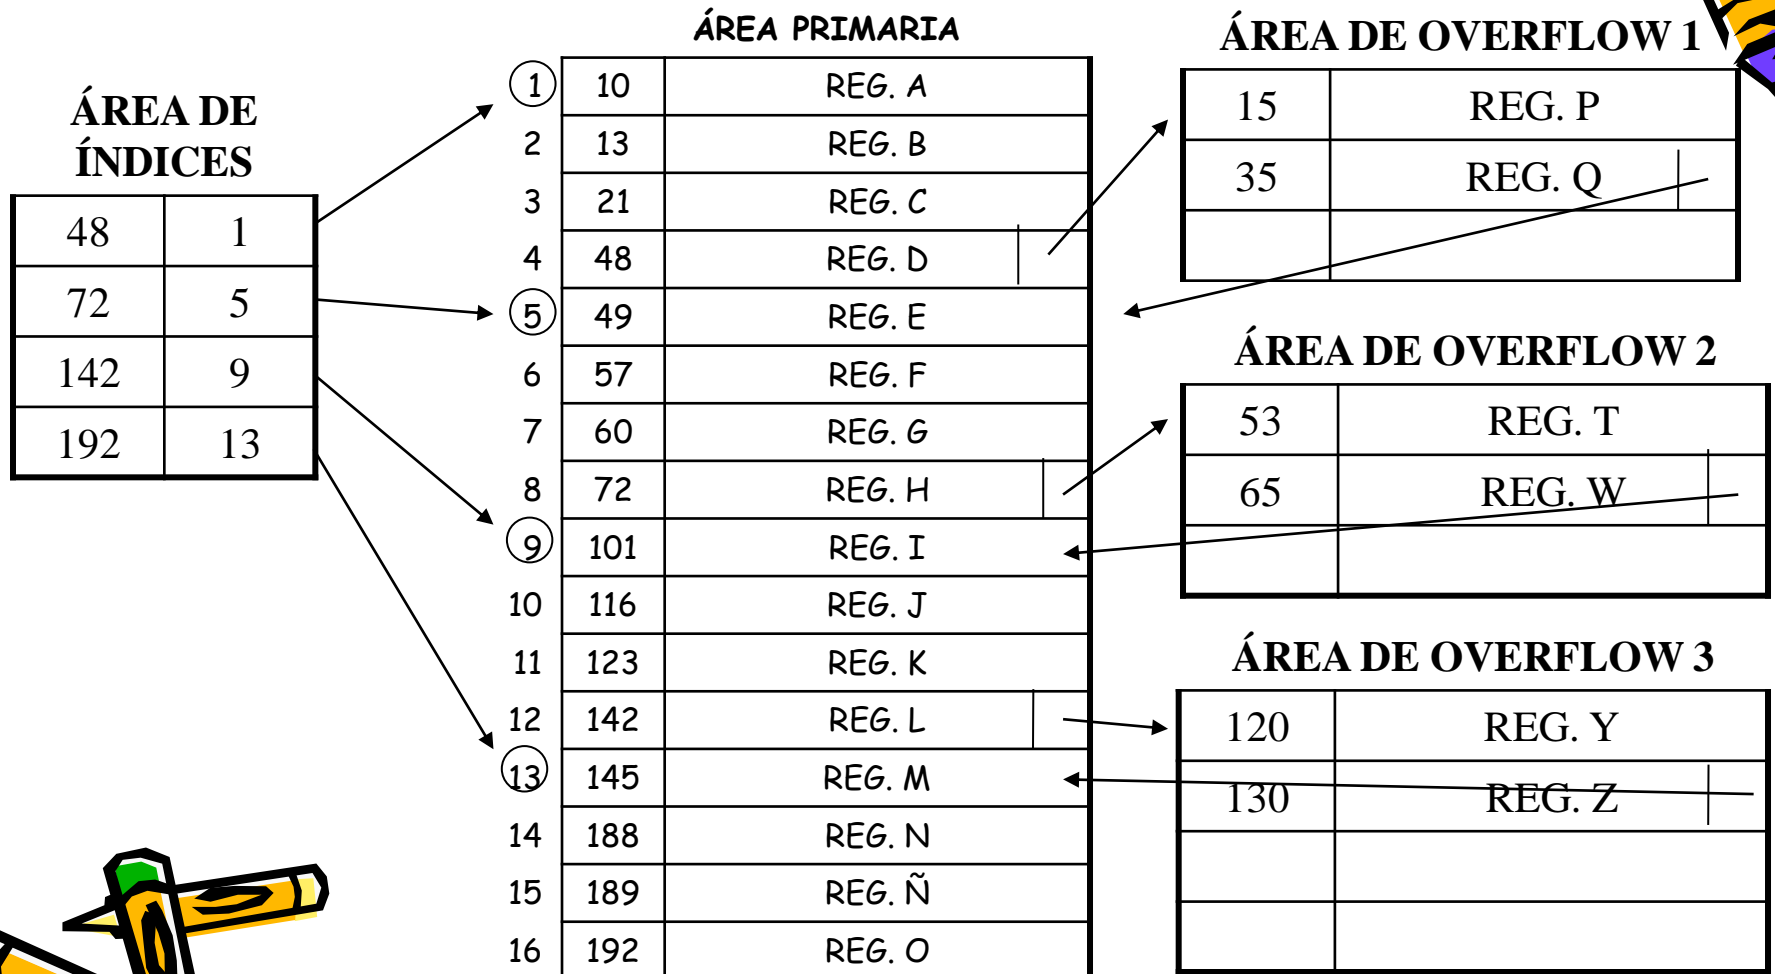 ÁREA DE
ÍNDICES
48 1
72 5
142 9
192 13
ÁREA PRIMARIA
1 10 REG. A
2 13 REG. B
3 21 REG. C
4 48 REG. D
5 49 REG. E
6 57 REG. F
7 60 REG. G
8 72 REG. H
9 101 REG. I
10 116 REG. J
11 123 REG. K
12 142 REG. L
13 145 REG. M
14 188 REG. N
15 189 REG. Ñ
16 192 REG. O
ÁREA DE OVERFLOW 1
15 REG. P
35 REG. Q
ÁREA DE OVERFLOW 2
53 REG. T
65 REG. W
ÁREA DE OVERFLOW 3
120 REG. Y
130 REG. Z